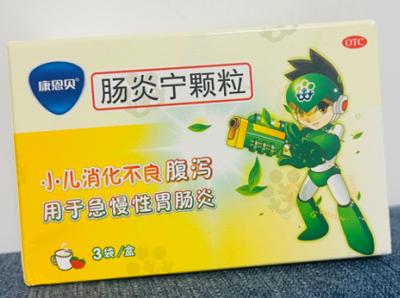 康恩贝®
肠炎宁颗粒
OTC
小儿消化不良腹泻
用于急慢性胃肠炎
3袋/盒